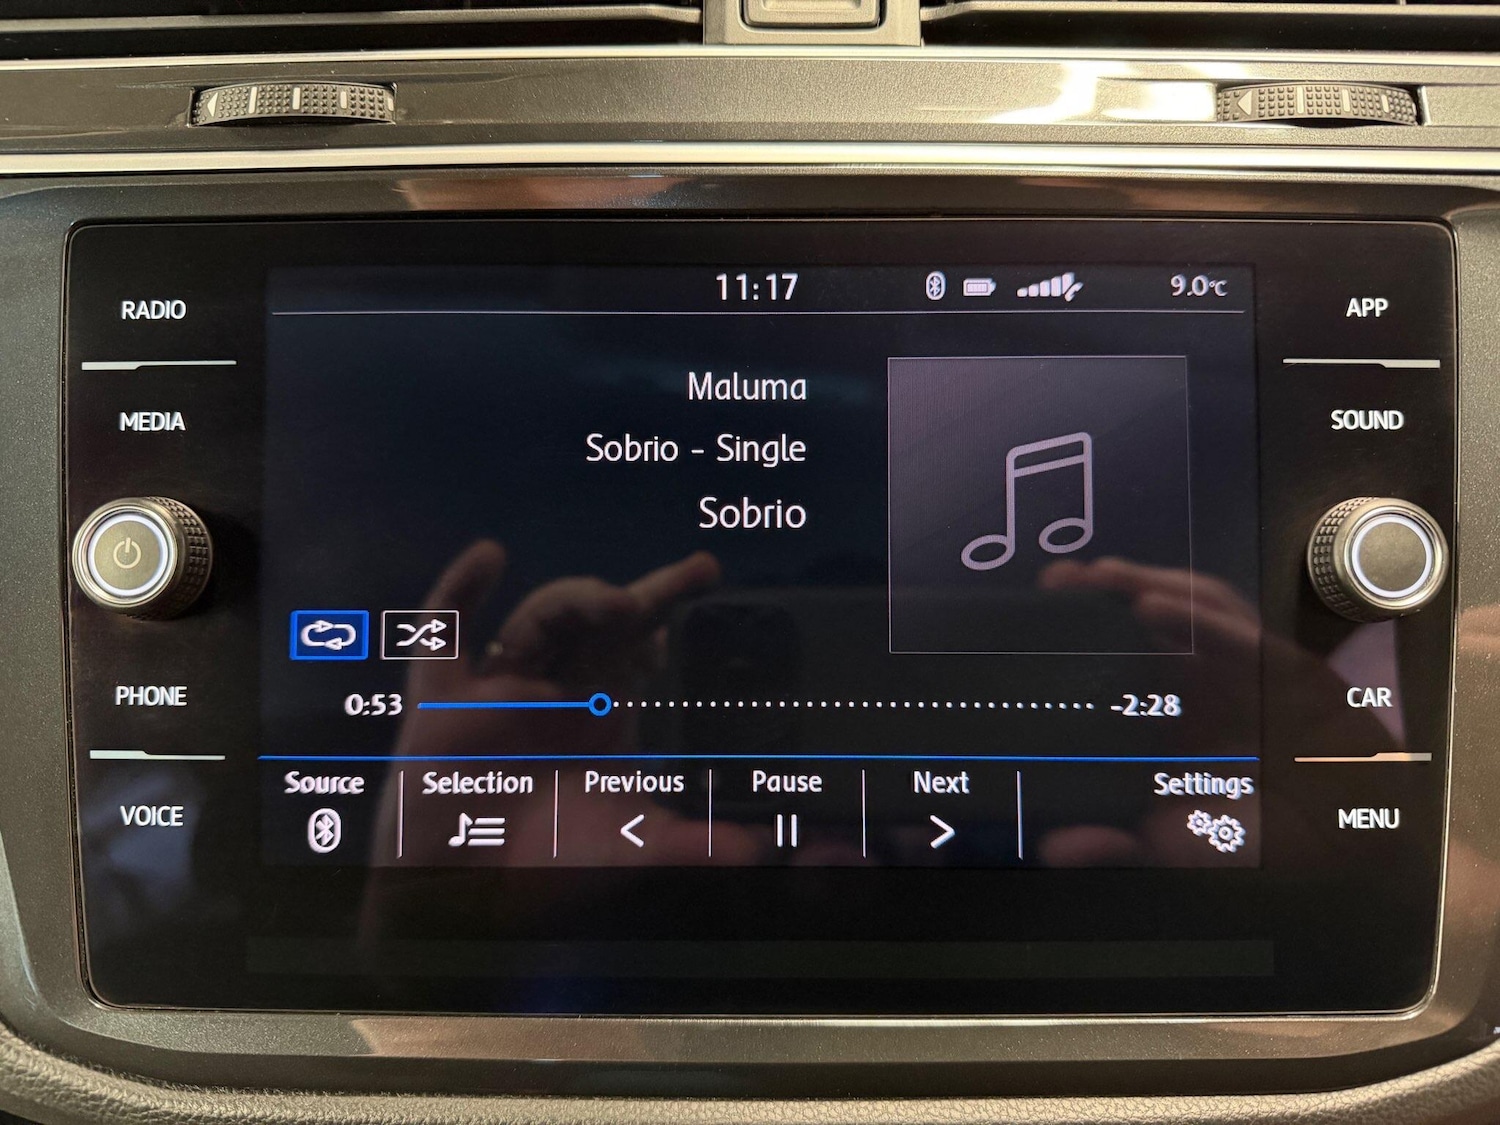 11:17
9.0°C
RADIO
MEDIA
PHONE
VOICE
Maluma
Sobrio - Single
Sobrio
0:53
-2:28
Source
Selection
Previous
Pause
Next
Settings
APP
SOUND
CAR
MENU